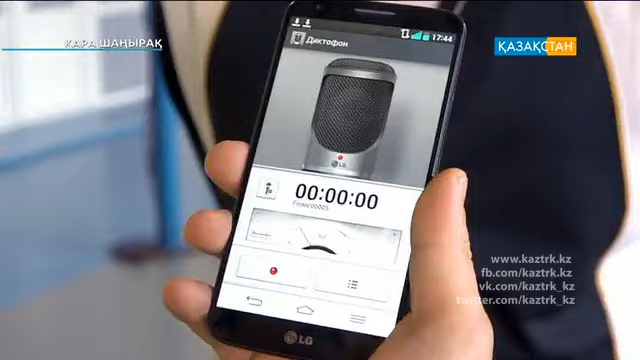 ҚАРА ШАҢЫРАҚ
ҚАЗАҚСТАН
17:44
Диктофон
LG
00:00:00
Голос00005
VU
www.kaztrk.kz
fb.com/kaztrk.kz
vk.com/kaztrk_kz
twitter.com/kaztrk_kz
LG